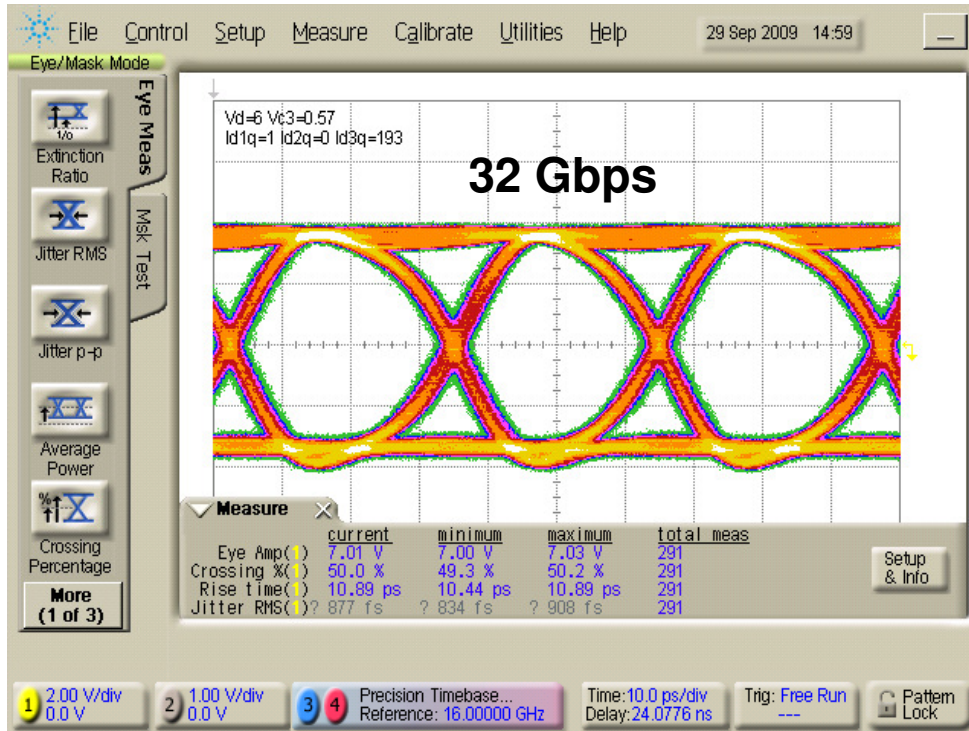 File Control Setup Measure Calibrate Utilities Help 29 Sep 2009 14:59
Eye/Mask Mode
Eye Meas
Msk Test
1/0
Extinction
Ratio
Jitter RMS
Jitter p-p
Average
Power
%
Crossing
Percentage
More
(1 of 3)
Vd=6 Vc3=0.57
Id1q=1 Id2q=0 Id3q=193
32 Gbps
Measure
current minimum maximum total meas
Eye Amp(1) 7.01 V 7.00 V 7.03 V 291
Crossing %(1) 50.0 % 49.3 % 50.2 % 291
Rise time(1) 10.89 ps 10.44 ps 10.89 ps 291
Jitter RMS(1)? 877 fs ? 834 fs ? 908 fs 291
Setup
& Info
1 2.00 V/div
0.0 V
2 1.00 V/div
0.0 V
3 4 Precision Timebase...
Reference: 16.00000 GHz
Time:10.0 ps/div
Delay:24.0776 ns
Trig: Free Run
---
Pattern
Lock